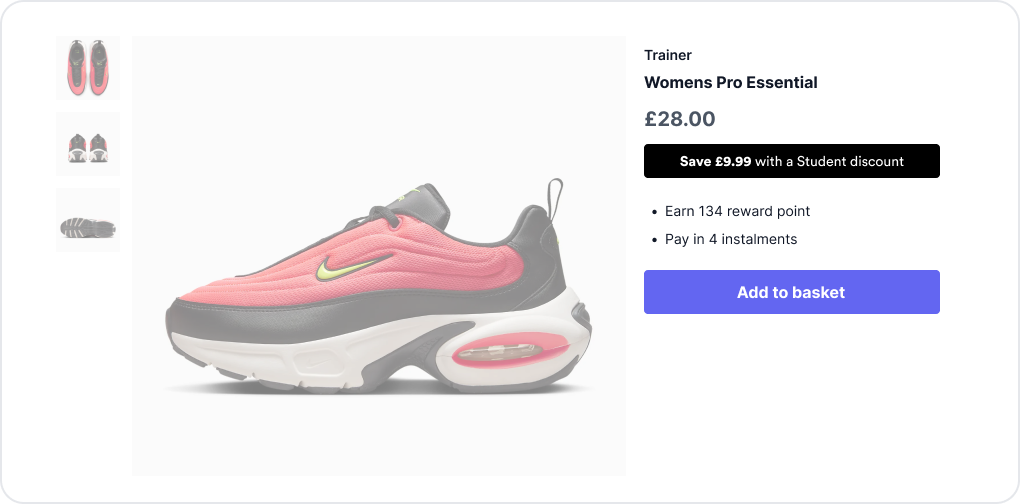 Trainer
Womens Pro Essential
£28.00
Save £9.99 with a Student discount
• Earn 134 reward point
• Pay in 4 instalments
Add to basket